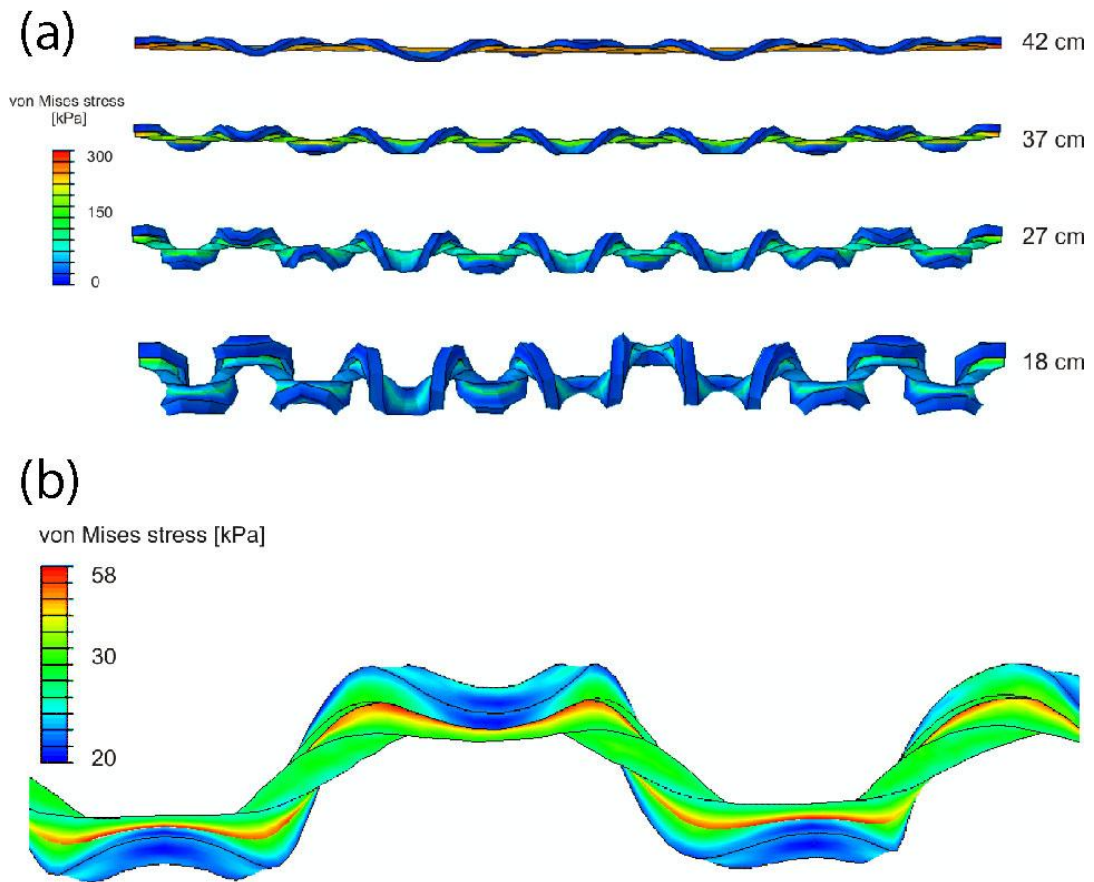 (a)
42 cm
von Mises stress
[kPa]
300
150
0
37 cm
27 cm
18 cm
(b)
von Mises stress [kPa]
58
30
20